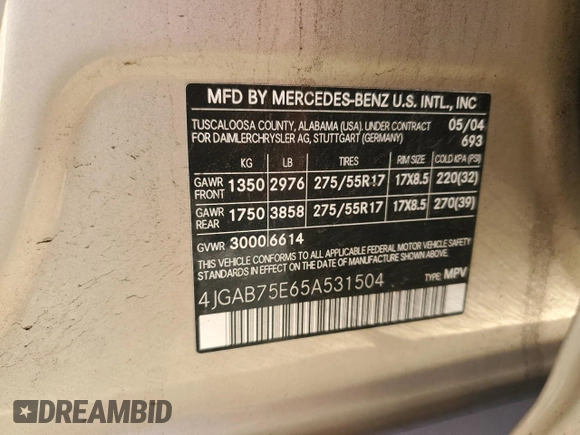 MFD BY MERCEDES-BENZ U.S. INTL., INC
TUSCALOOSA COUNTY, ALABAMA (USA). UNDER CONTRACT 05/04
FOR DAIMLERCHRYSLER AG, STUTTGART (GERMANY) 693
KG LB TIRES RIM SIZE COLD KPA (PSI)
GAWR FRONT 1350 2976 275/55R17 17X8.5 220(32)
GAWR REAR 1750 3858 275/55R17 17X8.5 270(39)
GVWR 3000 6614
THIS VEHICLE CONFORMS TO ALL APPLICABLE FEDERAL MOTOR VEHICLE SAFETY
STANDARDS IN EFFECT ON THE DATE OF MANUFACTURE SHOWN ABOVE.
4JGAB75E65A531504 TYPE: MPV
DREAMBID